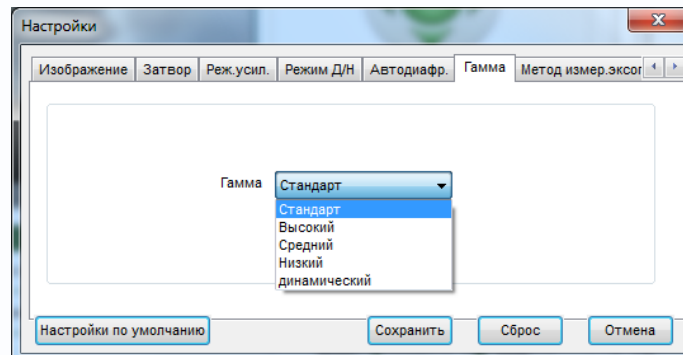 Настройки
Изображение Затвор Реж.усил. Режим Д/Н Автодиафр. Гамма Метод измер.экспоз
Гамма Стандарт
Стандарт
Высокий
Средний
Низкий
динамический
Настройки по умолчанию Сохранить Сброс Отмена